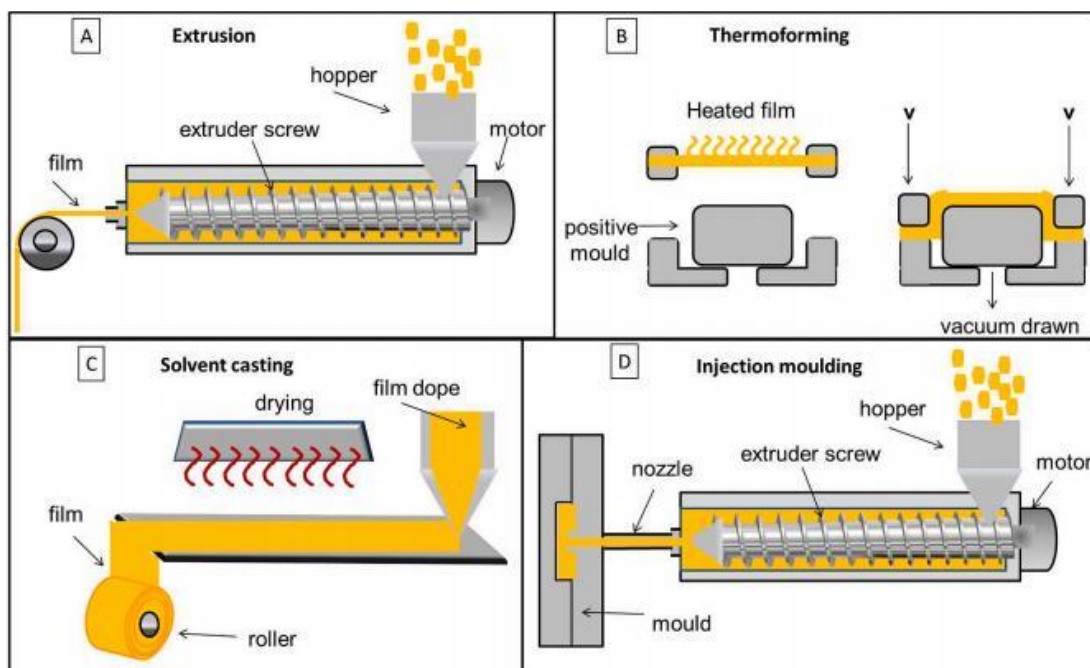 A
Extrusion
hopper
extruder screw
motor
film
B
Thermoforming
Heated film
v
v
positive
mould
vacuum drawn
C
Solvent casting
film dope
drying
film
roller
D
Injection moulding
hopper
extruder screw
nozzle
motor
mould